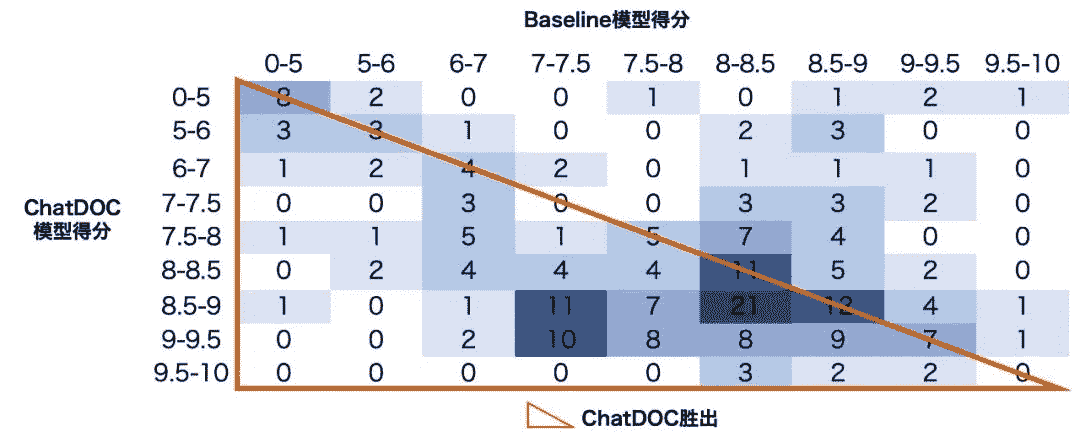 Baseline模型得分
0-5 5-6 6-7 7-7.5 7.5-8 8-8.5 8.5-9 9-9.5 9.5-10
0-5 8 2 0 0 1 0 1 2 1
5-6 3 3 1 0 0 2 3 0 0
6-7 1 2 4 2 0 1 1 1 0
7-7.5 0 0 3 0 0 3 3 2 0
7.5-8 1 1 5 1 5 7 4 0 0
8-8.5 0 2 4 4 4 11 5 2 0
8.5-9 1 0 1 11 7 21 12 4 1
9-9.5 0 0 2 10 8 8 9 7 1
9.5-10 0 0 0 0 0 3 2 2 0
ChatDOC
模型得分
ChatDOC胜出